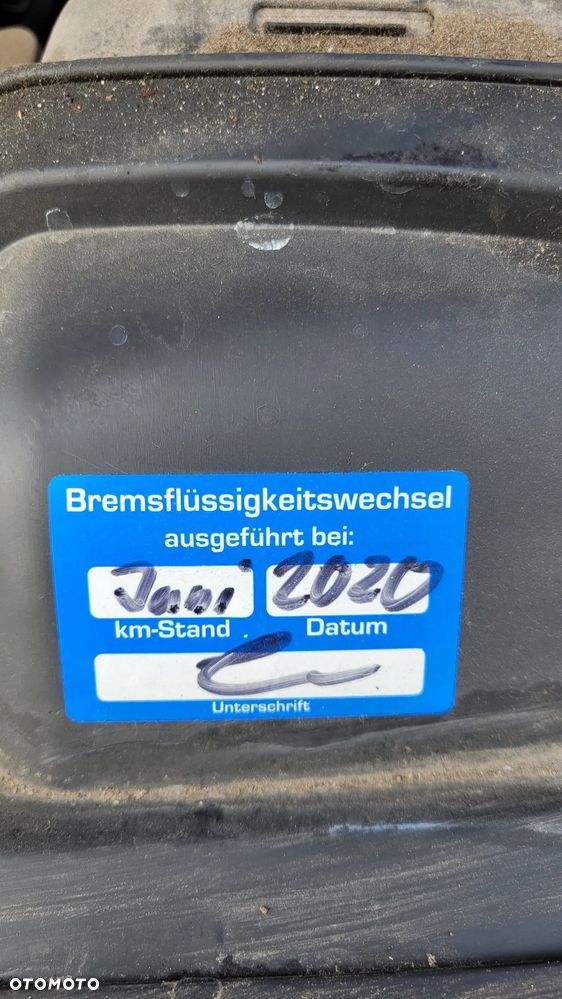 Bremsflüssigkeitswechsel
ausgeführt bei:
Juni 2020
km-Stand Datum
Unterschrift
OTOMOTO